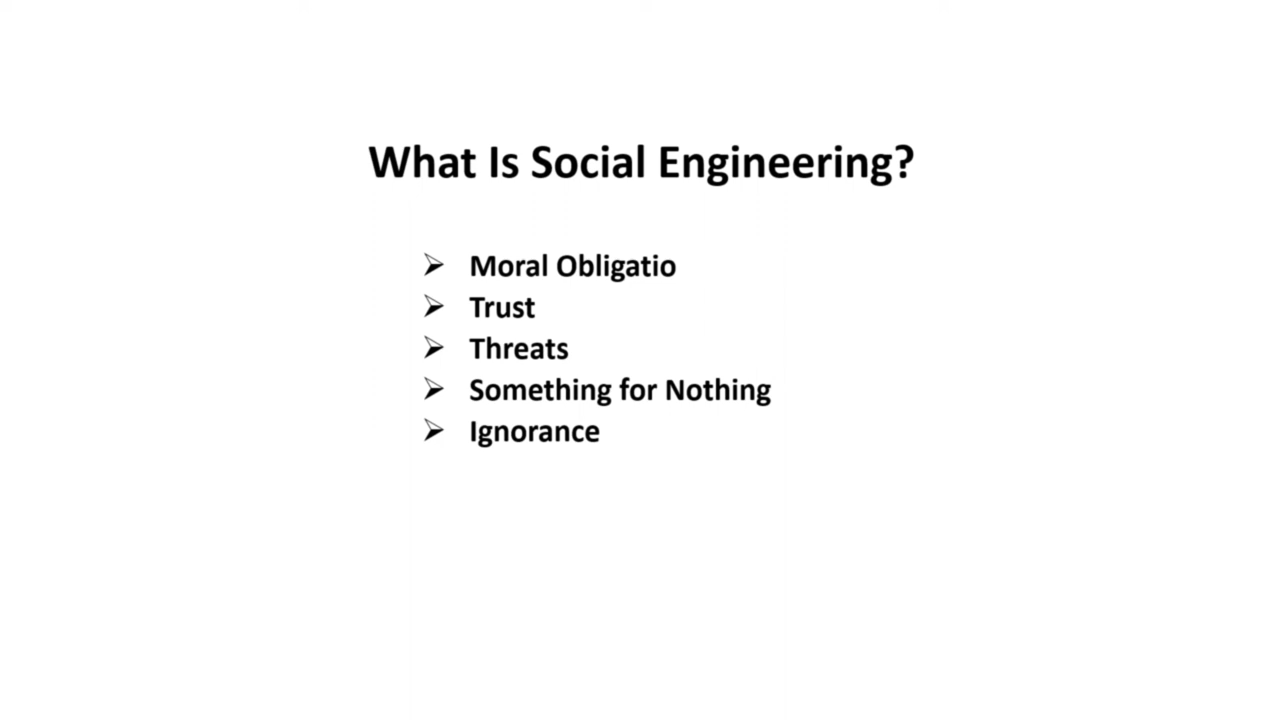 What Is Social Engineering?
➢ Moral Obligatio
➢ Trust
➢ Threats
➢ Something for Nothing
➢ Ignorance